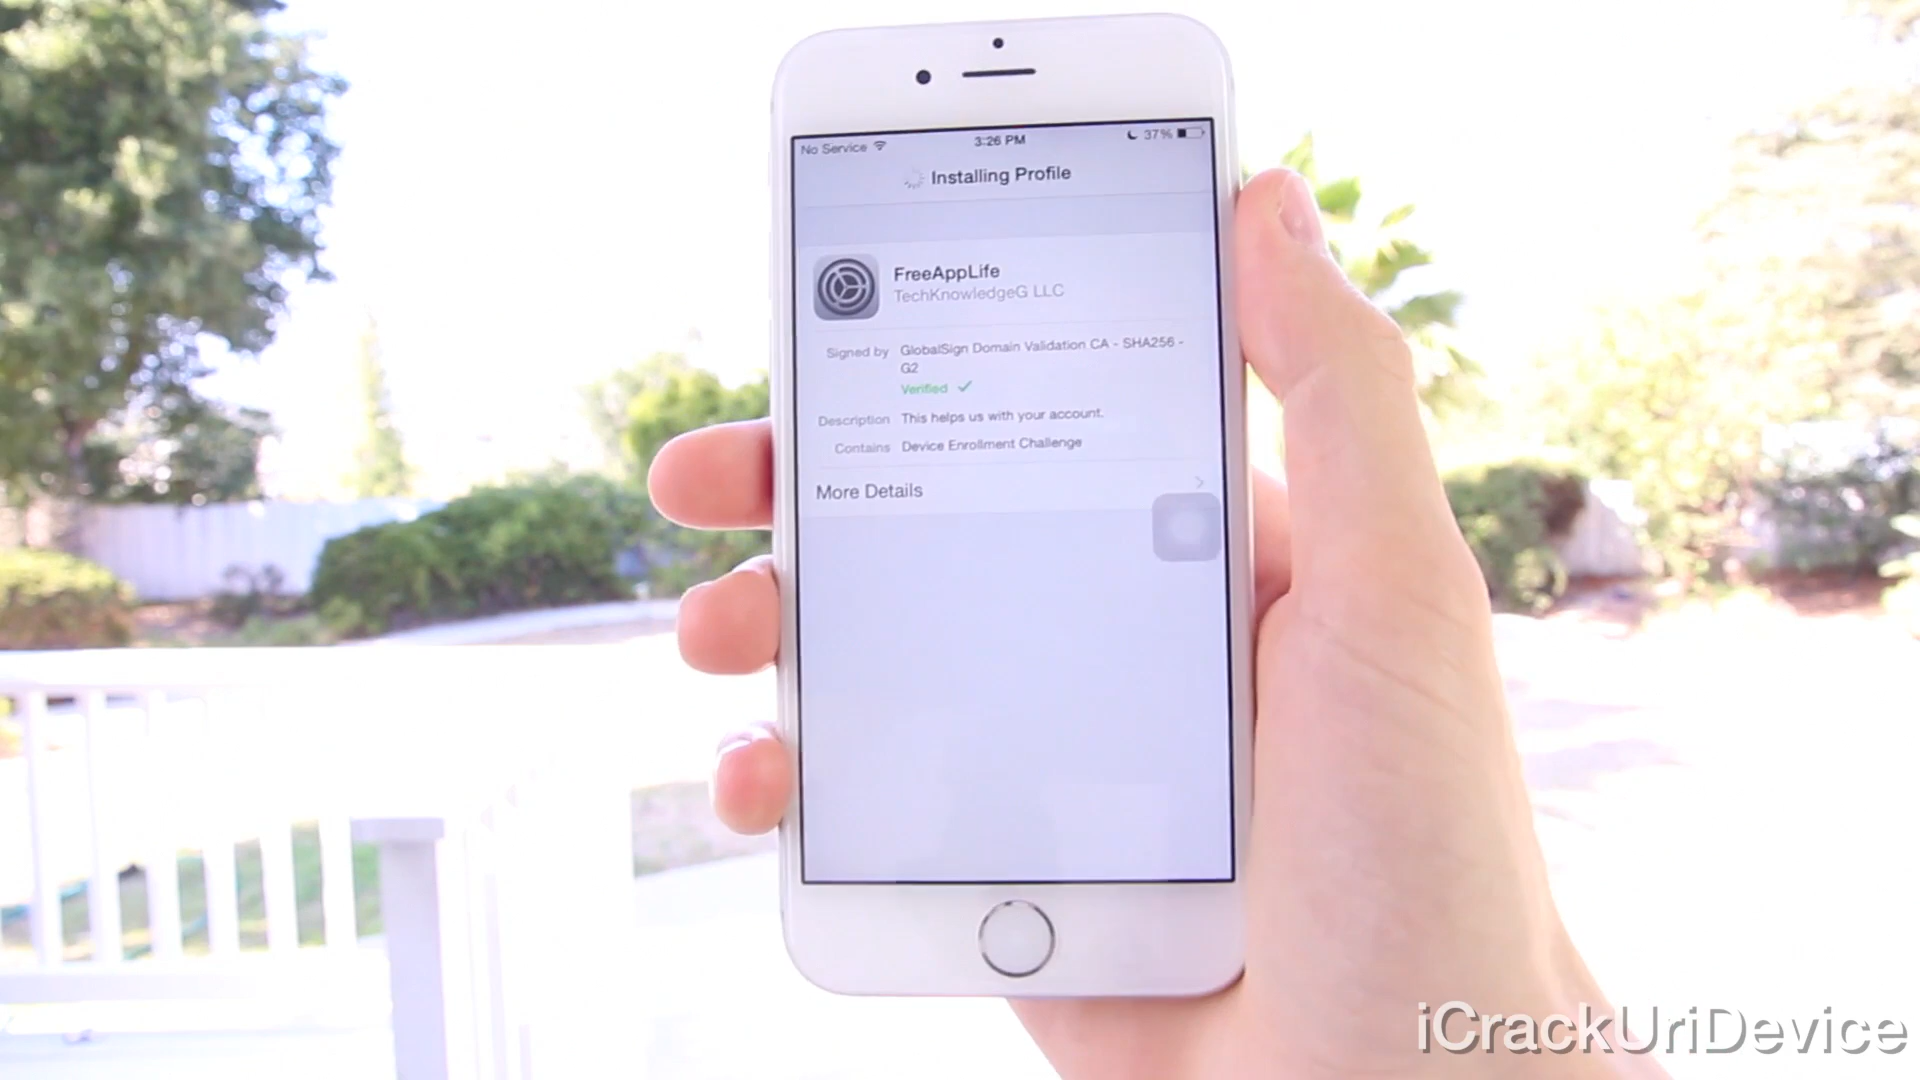 No Service
3:26 PM
37%
Installing Profile
FreeAppLife
TechKnowledgeG LLC
Signed by GlobalSign Domain Validation CA - SHA256 -
G2
Verified ✓
Description This helps us with your account.
Contains Device Enrollment Challenge
More Details
iCrackUriDevice